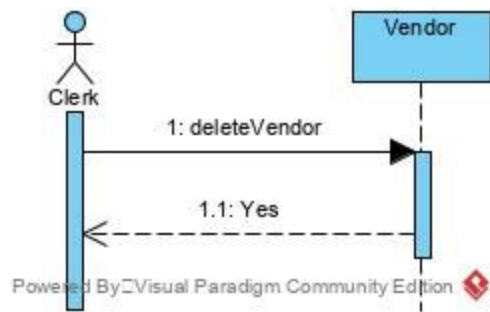 Vendor
Clerk
1: deleteVendor
1.1: Yes
Powered By□Visual Paradigm Community Edition